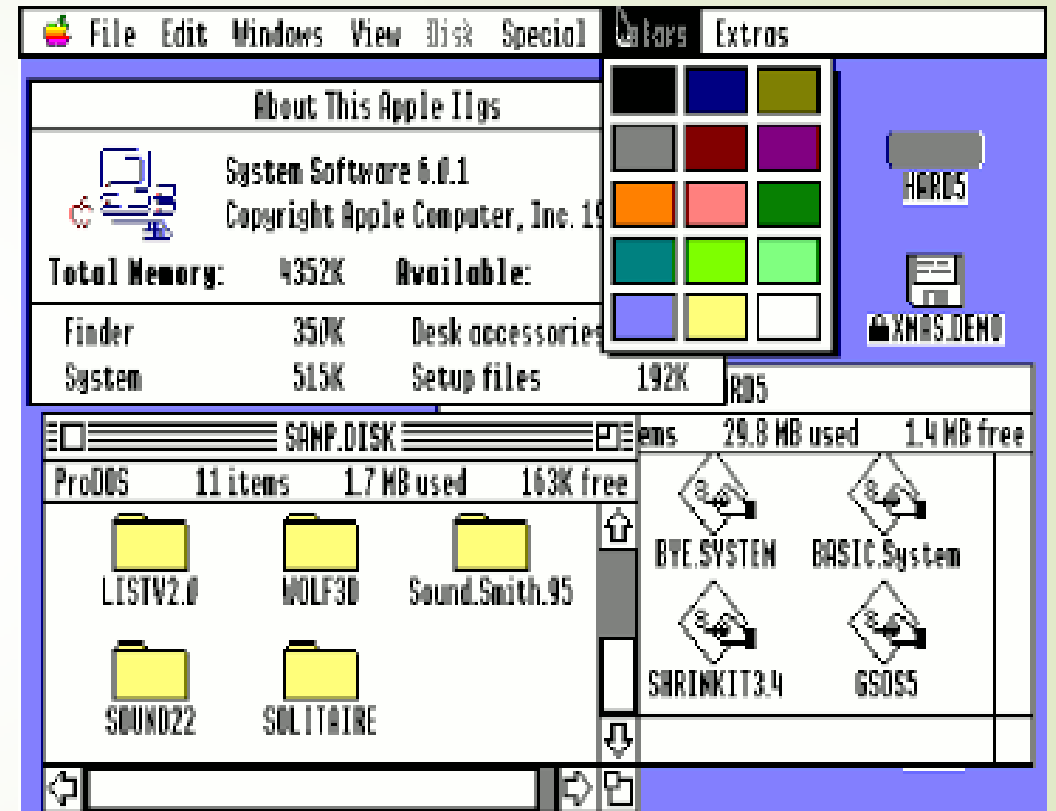 File Edit Windows View Disk Special Colors Extras
About This Apple IIgs
System Software 6.0.1
Copyright Apple Computer, Inc. 19
Total Memory: 4352K Available:
Finder 350K Desk accessories
System 515K Setup files 192K
HARD5
XMAS.DEMO
RD5
ems 29.8 MB used 1.4 MB free
BYE.SYSTEM BASIC.System
SHRINKIT3.4 GSOS5
SAMP.DISK
ProDOS 11 items 1.7 MB used 163K free
LISTV2.0 WOLF3D Sound.Smith.95
SOUND22 SOLITAIRE